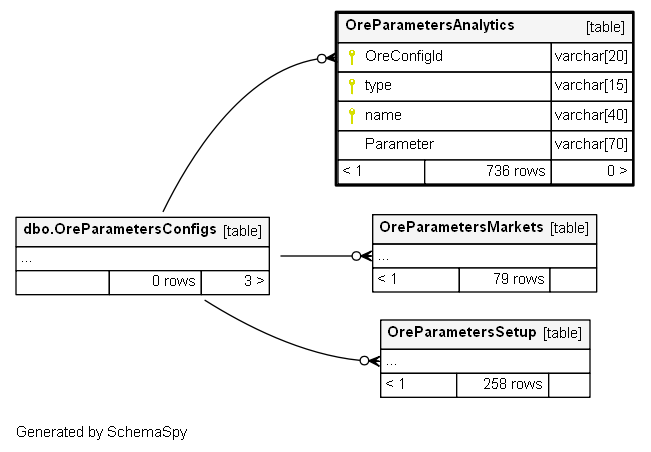 OreParametersAnalytics [table]
OreConfigId varchar[20]
type varchar[15]
name varchar[40]
Parameter varchar[70]
< 1 736 rows 0 >
dbo.OreParametersConfigs [table]
...
0 rows 3 >
OreParametersMarkets [table]
...
< 1 79 rows
OreParametersSetup [table]
...
< 1 258 rows
Generated by SchemaSpy